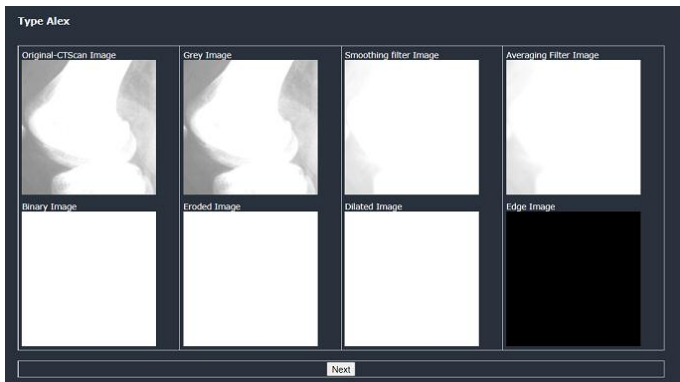 Type Alex
Original-CTScan Image
Grey Image
Smoothing filter Image
Averaging Filter Image
Binary Image
Eroded Image
Dilated Image
Edge Image
Next